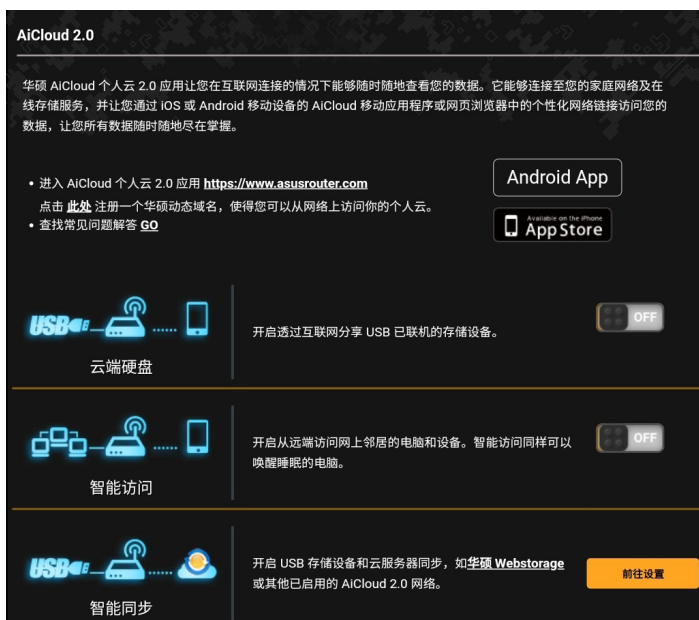 AiCloud 2.0
华硕 AiCloud 个人云 2.0 应用让您在互联网连接的情况下能够随时随地查看您的数据。它能够连接至您的家庭网络及在
线存储服务，并让您通过 iOS 或 Android 移动设备的 AiCloud 移动应用程序或网页浏览器中的个性化网络链接访问您的
数据，让您所有数据随时随地尽在掌握。
进入 AiCloud 个人云 2.0 应用 https://www.asusrouter.com
点击 此处 注册一个华硕动态域名，使得您可以从网络上访问你的个人云。
查找常见问题解答 GO
Android App
Available on the iPhone
App Store
USB
云端硬盘
开启透过互联网分享 USB 已联机的存储设备。
OFF
智能访问
开启从远端访问网上邻居的电脑和设备。智能访问同样可以
唤醒睡眠的电脑。
OFF
USB
智能同步
开启 USB 存储设备和云服务器同步，如华硕 Webstorage
或其他已启用的 AiCloud 2.0 网络。
前往设置